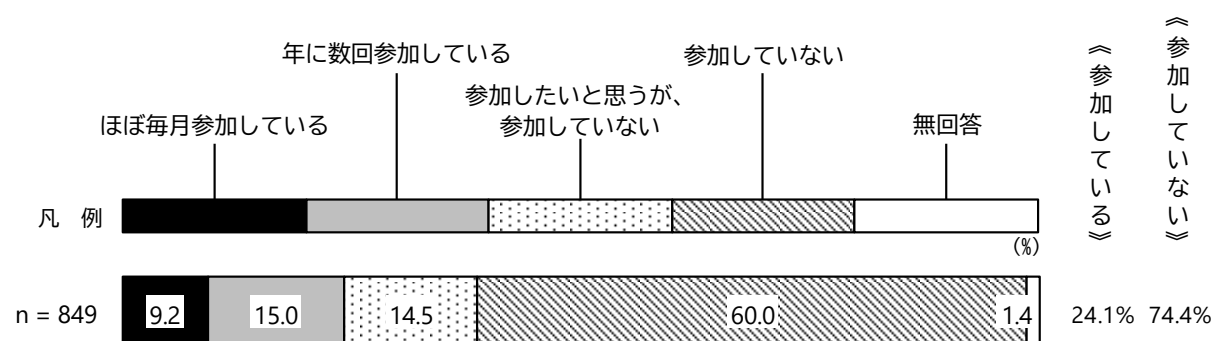 ほぼ毎月参加している
年に数回参加している
参加したいと思うが、
参加していない
参加していない
無回答
《参加している》
《参加していない》
凡　例
(%)
n = 849
9.2
15.0
14.5
60.0
1.4
24.1%
74.4%